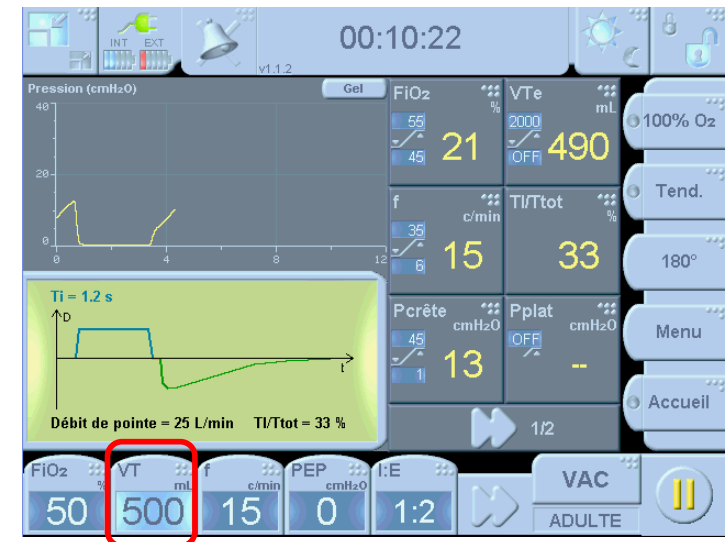 INT EXT
v1.1.2
00:10:22
Pression (cmH2O)
Gel
40
20
0
0 4 8 12
FiO2 %
55
45
21
VTe mL
2000
OFF
490
f c/min
35
6
15
TI/Ttot %
33
Pcrête cmH2O
45
1
13
Pplat cmH2O
OFF
--
1/2
100% O2
Tend.
180°
Menu
Accueil
Ti = 1.2 s
D
t
Débit de pointe = 25 L/min TI/Ttot = 33 %
FiO2 %
50
VT mL
500
f c/min
15
PEP cmH2O
0
I:E
1:2
VAC
ADULTE